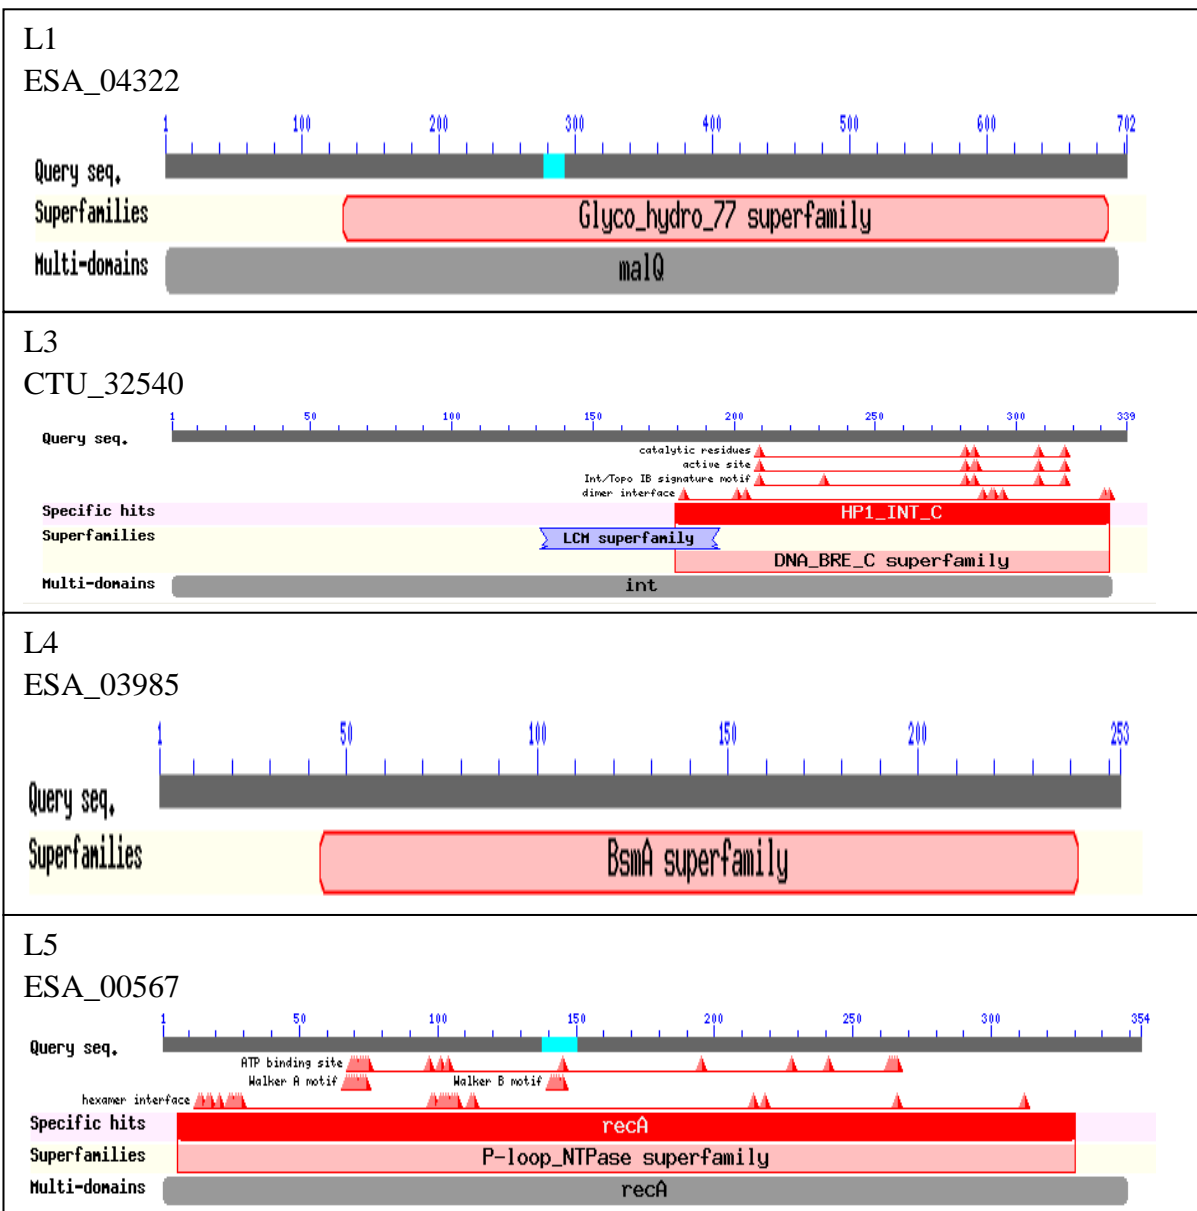 L1
ESA_04322
1 100 200 300 400 500 600 702
Query seq.
Superfamilies Glyco_hydro_77 superfamily
Multi-domains malQ
L3
CTU_32540
1 50 100 150 200 250 300 339
Query seq.
catalytic residues
active site
Int/Topo IB signature motif
dimer interface
Specific hits HP1_INT_C
Superfamilies LCM superfamily
DNA_BRE_C superfamily
Multi-domains int
L4
ESA_03985
1 50 100 150 200 253
Query seq.
Superfamilies BsmA superfamily
L5
ESA_00567
1 50 100 150 200 250 300 354
Query seq.
ATP binding site
Walker A motif Walker B motif
hexamer interface
Specific hits recA
Superfamilies P-loop_NTPase superfamily
Multi-domains recA